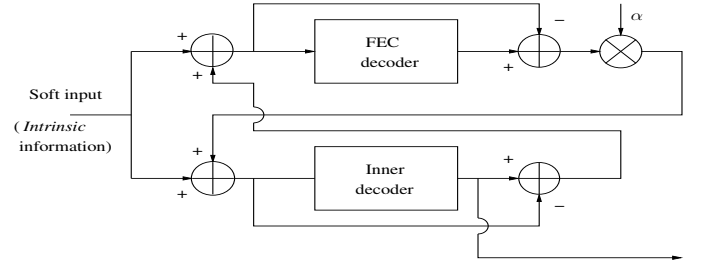 −
α
+
+
FEC
decoder
+
+
Soft input
( Intrinsic
information)
+
+
Inner
decoder
+
+
−